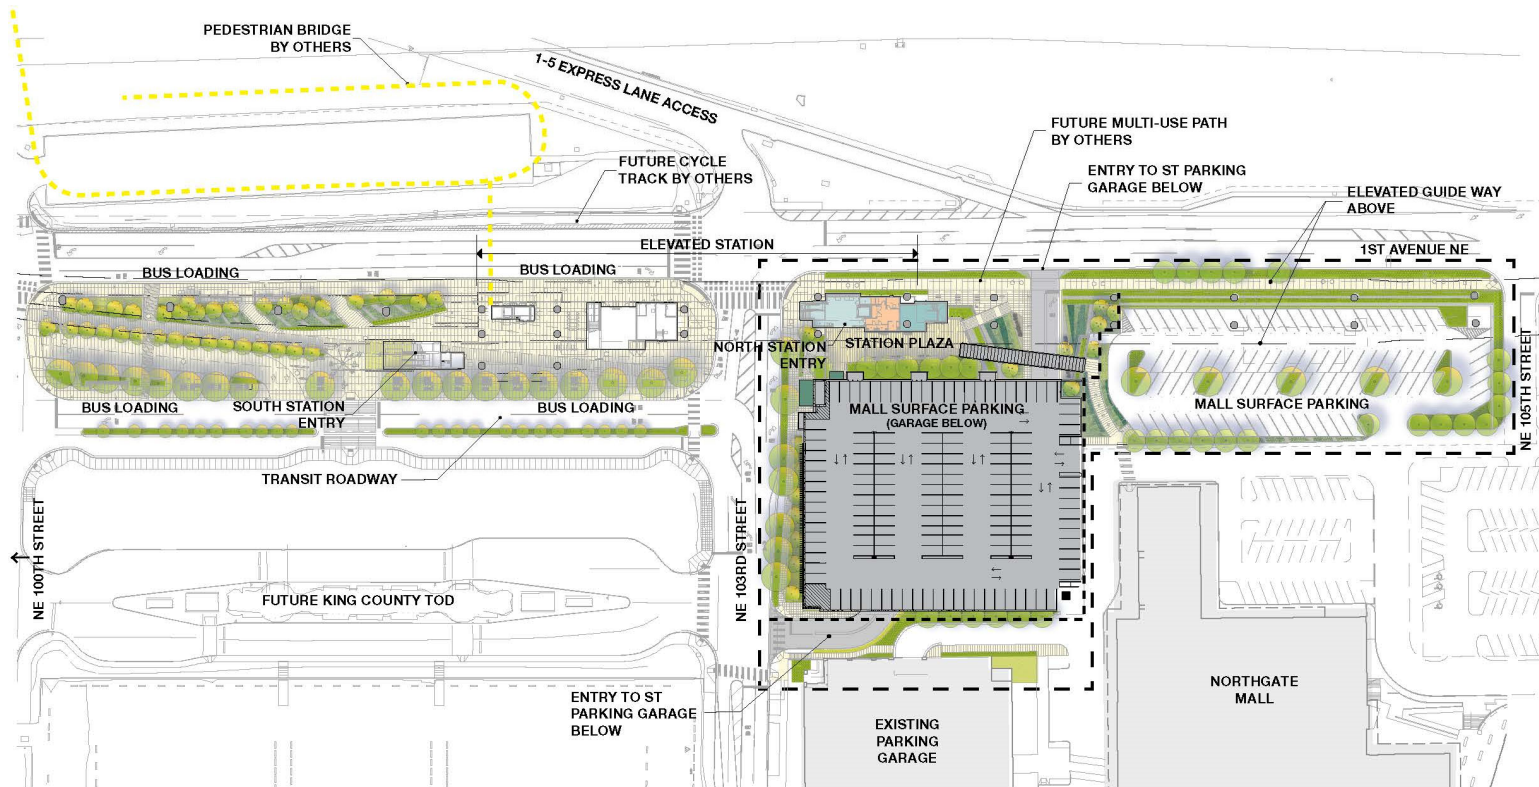 PEDESTRIAN BRIDGE
BY OTHERS
1-5 EXPRESS LANE ACCESS
FUTURE MULTI-USE PATH
BY OTHERS
FUTURE CYCLE
TRACK BY OTHERS
ENTRY TO ST PARKING
GARAGE BELOW
ELEVATED GUIDE WAY
ABOVE
ELEVATED STATION
1ST AVENUE NE
BUS LOADING
BUS LOADING
NORTH STATION
ENTRY
STATION PLAZA
BUS LOADING
SOUTH STATION
ENTRY
BUS LOADING
MALL SURFACE PARKING
(GARAGE BELOW)
MALL SURFACE PARKING
NE 105TH STREET
TRANSIT ROADWAY
NE 100TH STREET
NE 103RD STREET
FUTURE KING COUNTY TOD
ENTRY TO ST
PARKING GARAGE
BELOW
EXISTING
PARKING
GARAGE
NORTHGATE
MALL